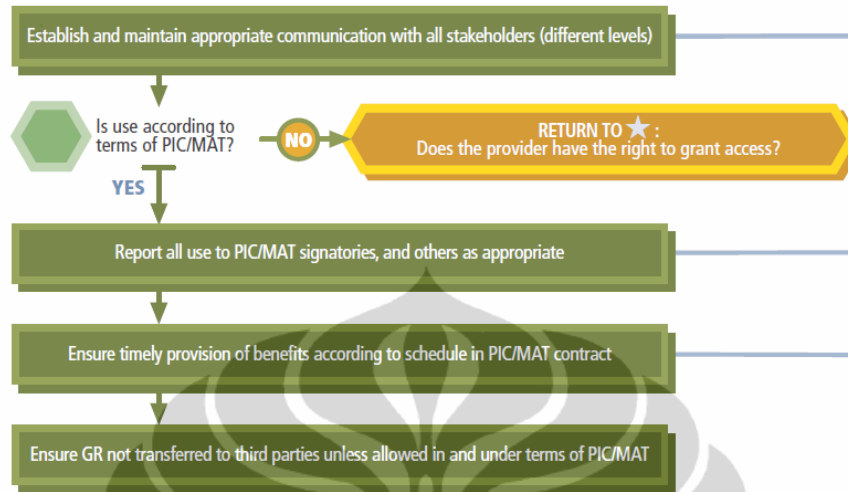 Establish and maintain appropriate communication with all stakeholders (different levels)
Is use according to
terms of PIC/MAT?
NO
RETURN TO ★ :
Does the provider have the right to grant access?
YES
Report all use to PIC/MAT signatories, and others as appropriate
Ensure timely provision of benefits according to schedule in PIC/MAT contract
Ensure GR not transferred to third parties unless allowed in and under terms of PIC/MAT